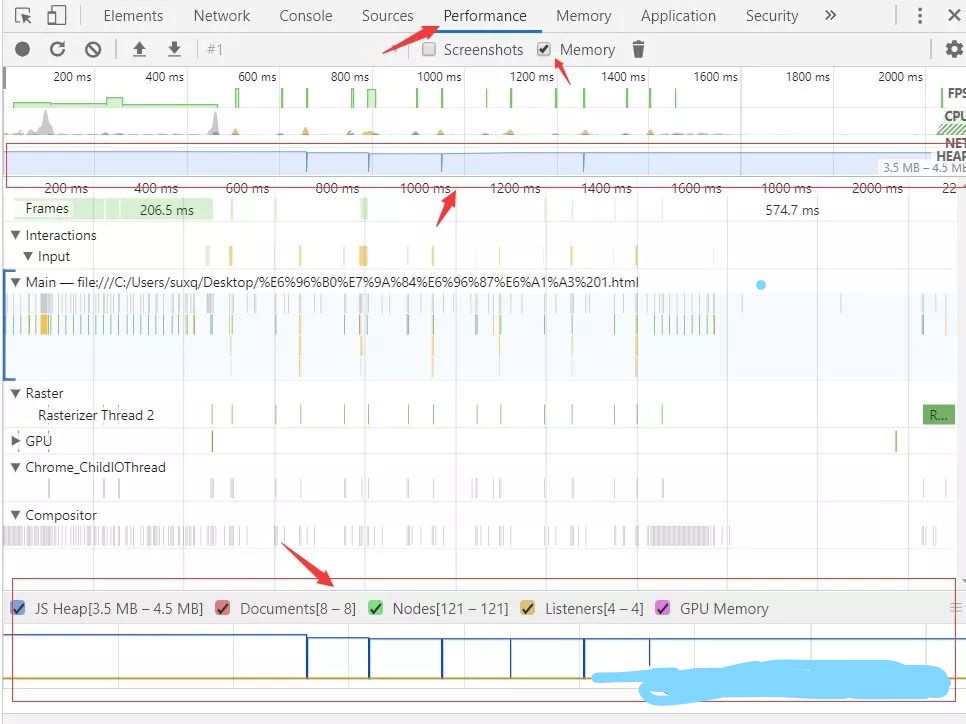 Elements Network Console Sources Performance Memory Application Security »
#1 Screenshots Memory
200 ms 400 ms 600 ms 800 ms 1000 ms 1200 ms 1400 ms 1600 ms 1800 ms 2000 ms
FPS
CPU
NET
HEAP
3.5 MB – 4.5 MB
200 ms 400 ms 600 ms 800 ms 1000 ms 1200 ms 1400 ms 1600 ms 1800 ms 2000 ms 22
Frames 206.5 ms 574.7 ms
Interactions
Input
Main — file:///C:/Users/suxq/Desktop/%E6%96%B0%E7%9A%84%E6%96%87%E6%A1%A3%201.html
Raster
Rasterizer Thread 2 R...
GPU
Chrome_ChildIOThread
Compositor
JS Heap[3.5 MB – 4.5 MB] Documents[8 – 8] Nodes[121 – 121] Listeners[4 – 4] GPU Memory